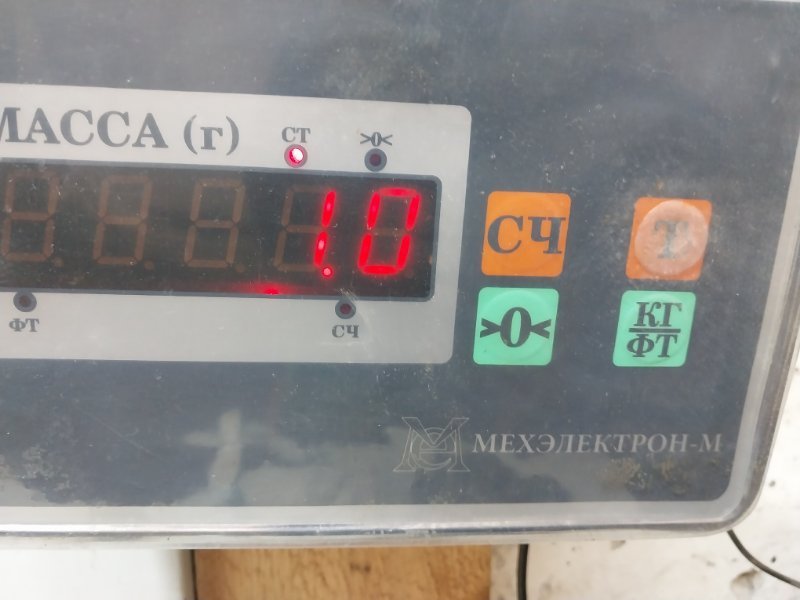 МАССА (г)
СТ
>0<
1.0
СЧ
Т
ФТ
СЧ
>0<
КГ
ФТ
МЕХЭЛЕКТРОН-М